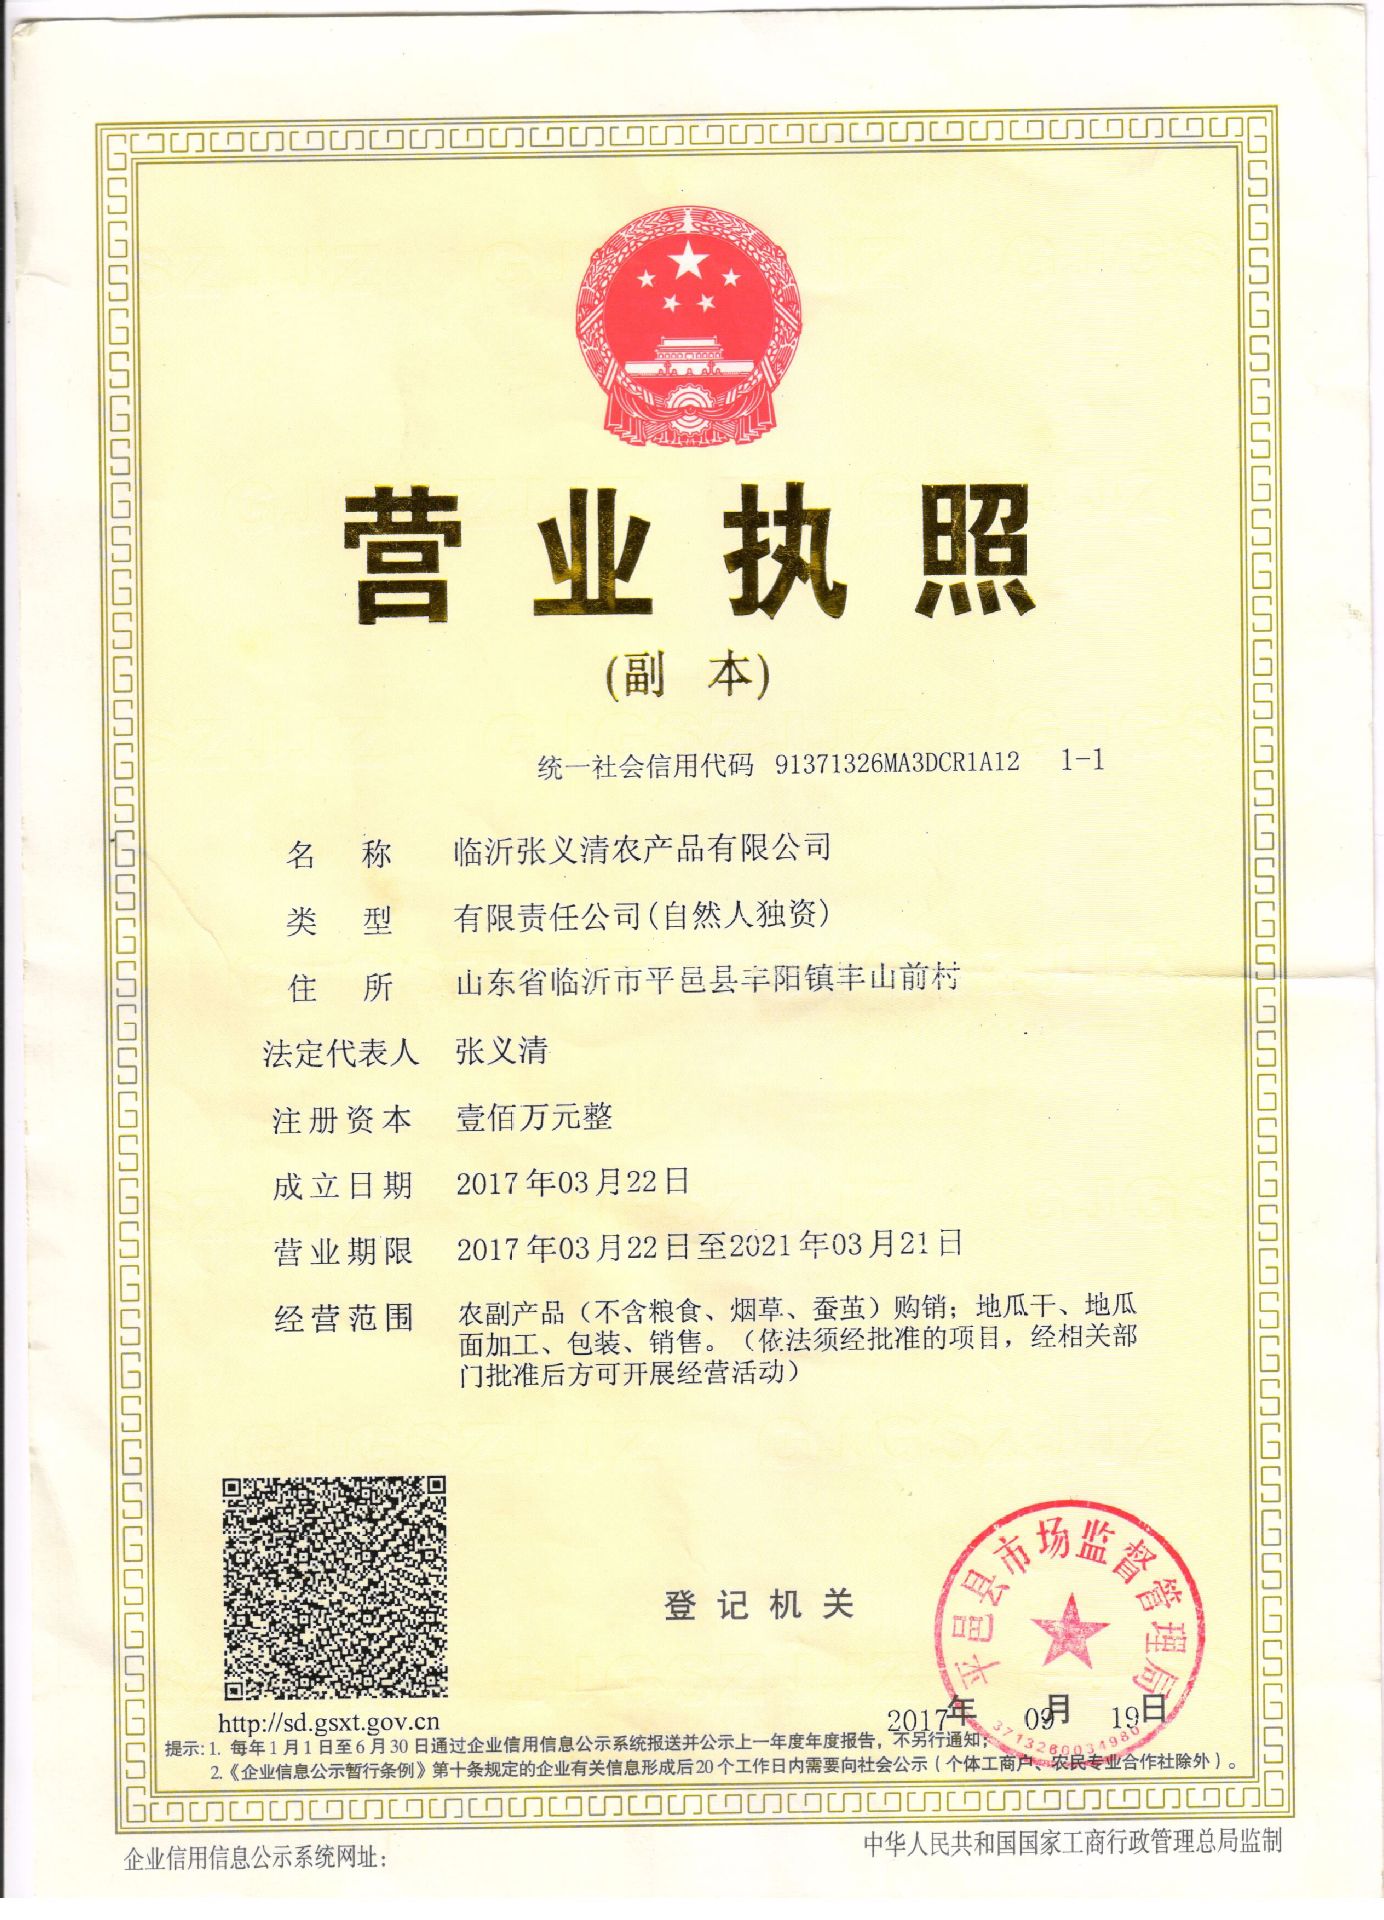 营业执照
(副 本)
统一社会信用代码 91371326MA3DCR1A12 1-1
名 称 临沂张义清农产品有限公司
类 型 有限责任公司(自然人独资)
住 所 山东省临沂市平邑县丰阳镇丰山前村
法定代表人 张义清
注册资本 壹佰万元整
成立日期 2017年03月22日
营业期限 2017年03月22日至2021年03月21日
经营范围 农副产品（不含粮食、烟草、蚕茧）购销；地瓜干、地瓜
面加工、包装、销售。（依法须经批准的项目，经相关部
门批准后方可开展经营活动）
平邑县市场监督管理局
登记机关
2017年 09月 19日
3713260034980
http://sd.gsxt.gov.cn
提示：1. 每年1月1日至6月30日通过企业信用信息公示系统报送并公示上一年度年度报告，不另行通知；
2.《企业信息公示暂行条例》第十条规定的企业有关信息形成后20个工作日内需要向社会公示（个体工商户、农民专业合作社除外）。
企业信用信息公示系统网址：
中华人民共和国国家工商行政管理总局监制